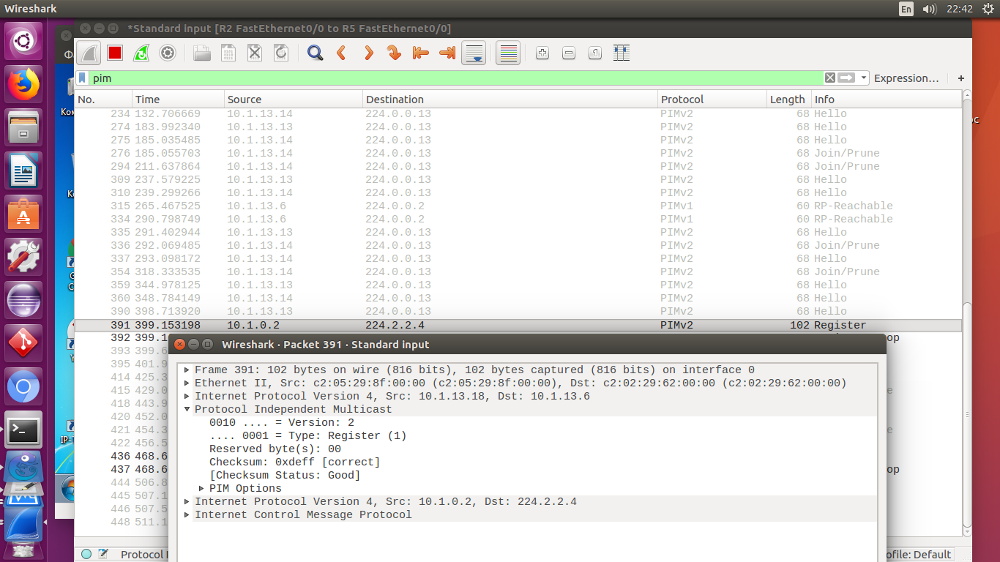 Wireshark
En
22:42
*Standard input [R2 FastEthernet0/0 to R5 FastEthernet0/0]
pim
Expression…
+
No. Time Source Destination Protocol Length Info
234 132.706669 10.1.13.14 224.0.0.13 PIMv2 68 Hello
274 183.992340 10.1.13.13 224.0.0.13 PIMv2 68 Hello
275 185.035485 10.1.13.14 224.0.0.13 PIMv2 68 Hello
276 185.055703 10.1.13.14 224.0.0.13 PIMv2 68 Join/Prune
294 211.637864 10.1.13.14 224.0.0.13 PIMv2 68 Join/Prune
309 237.579225 10.1.13.13 224.0.0.13 PIMv2 68 Hello
310 239.299266 10.1.13.14 224.0.0.13 PIMv2 68 Hello
315 265.467525 10.1.13.6 224.0.0.2 PIMv1 60 RP-Reachable
334 290.798749 10.1.13.6 224.0.0.2 PIMv1 60 RP-Reachable
335 291.402944 10.1.13.13 224.0.0.13 PIMv2 68 Hello
336 292.069485 10.1.13.14 224.0.0.13 PIMv2 68 Join/Prune
337 293.098172 10.1.13.14 224.0.0.13 PIMv2 68 Hello
354 318.333535 10.1.13.14 224.0.0.13 PIMv2 68 Join/Prune
359 344.978125 10.1.13.13 224.0.0.13 PIMv2 68 Hello
360 348.784149 10.1.13.14 224.0.0.13 PIMv2 68 Hello
390 398.713920 10.1.13.13 224.0.0.13 PIMv2 68 Hello
391 399.153198 10.1.0.2 224.2.2.4 PIMv2 102 Register
392 399.1 op
393 399.6
395 401.9
414 425.3
415 429.0 e
418 443.9
420 452.0
421 454.3 e
422 456.5
436 468.6
437 468.6 op
444 506.8
445 507.1
446 507.5
448 511.1
Wireshark · Packet 391 · Standard input
Frame 391: 102 bytes on wire (816 bits), 102 bytes captured (816 bits) on interface 0
Ethernet II, Src: c2:05:29:8f:00:00 (c2:05:29:8f:00:00), Dst: c2:02:29:62:00:00 (c2:02:29:62:00:00)
Internet Protocol Version 4, Src: 10.1.13.18, Dst: 10.1.13.6
Protocol Independent Multicast
0010 .... = Version: 2
.... 0001 = Type: Register (1)
Reserved byte(s): 00
Checksum: 0xdeff [correct]
[Checksum Status: Good]
PIM Options
Internet Protocol Version 4, Src: 10.1.0.2, Dst: 224.2.2.4
Internet Control Message Protocol
Protocol
ofile: Default